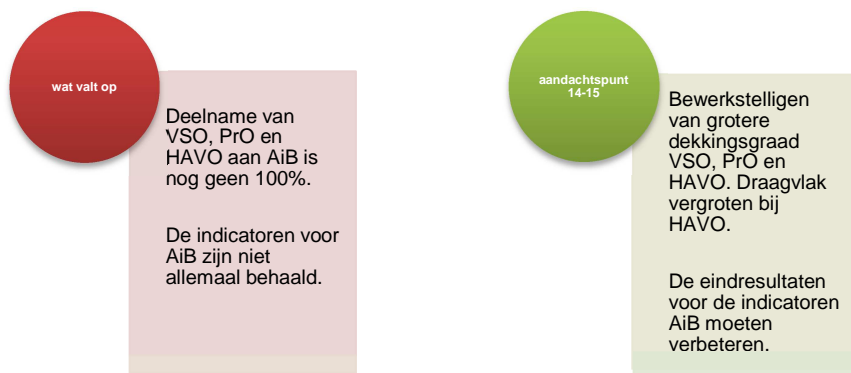 wat valt op
Deelname van
VSO, PrO en
HAVO aan AiB is
nog geen 100%.
De indicatoren voor
AiB zijn niet
allemaal behaald.
aandachtspunt
14-15
Bewerkstelligen
van grotere
dekkingsgraad
VSO, PrO en
HAVO. Draagvlak
vergroten bij
HAVO.
De eindresultaten
voor de indicatoren
AiB moeten
verbeteren.